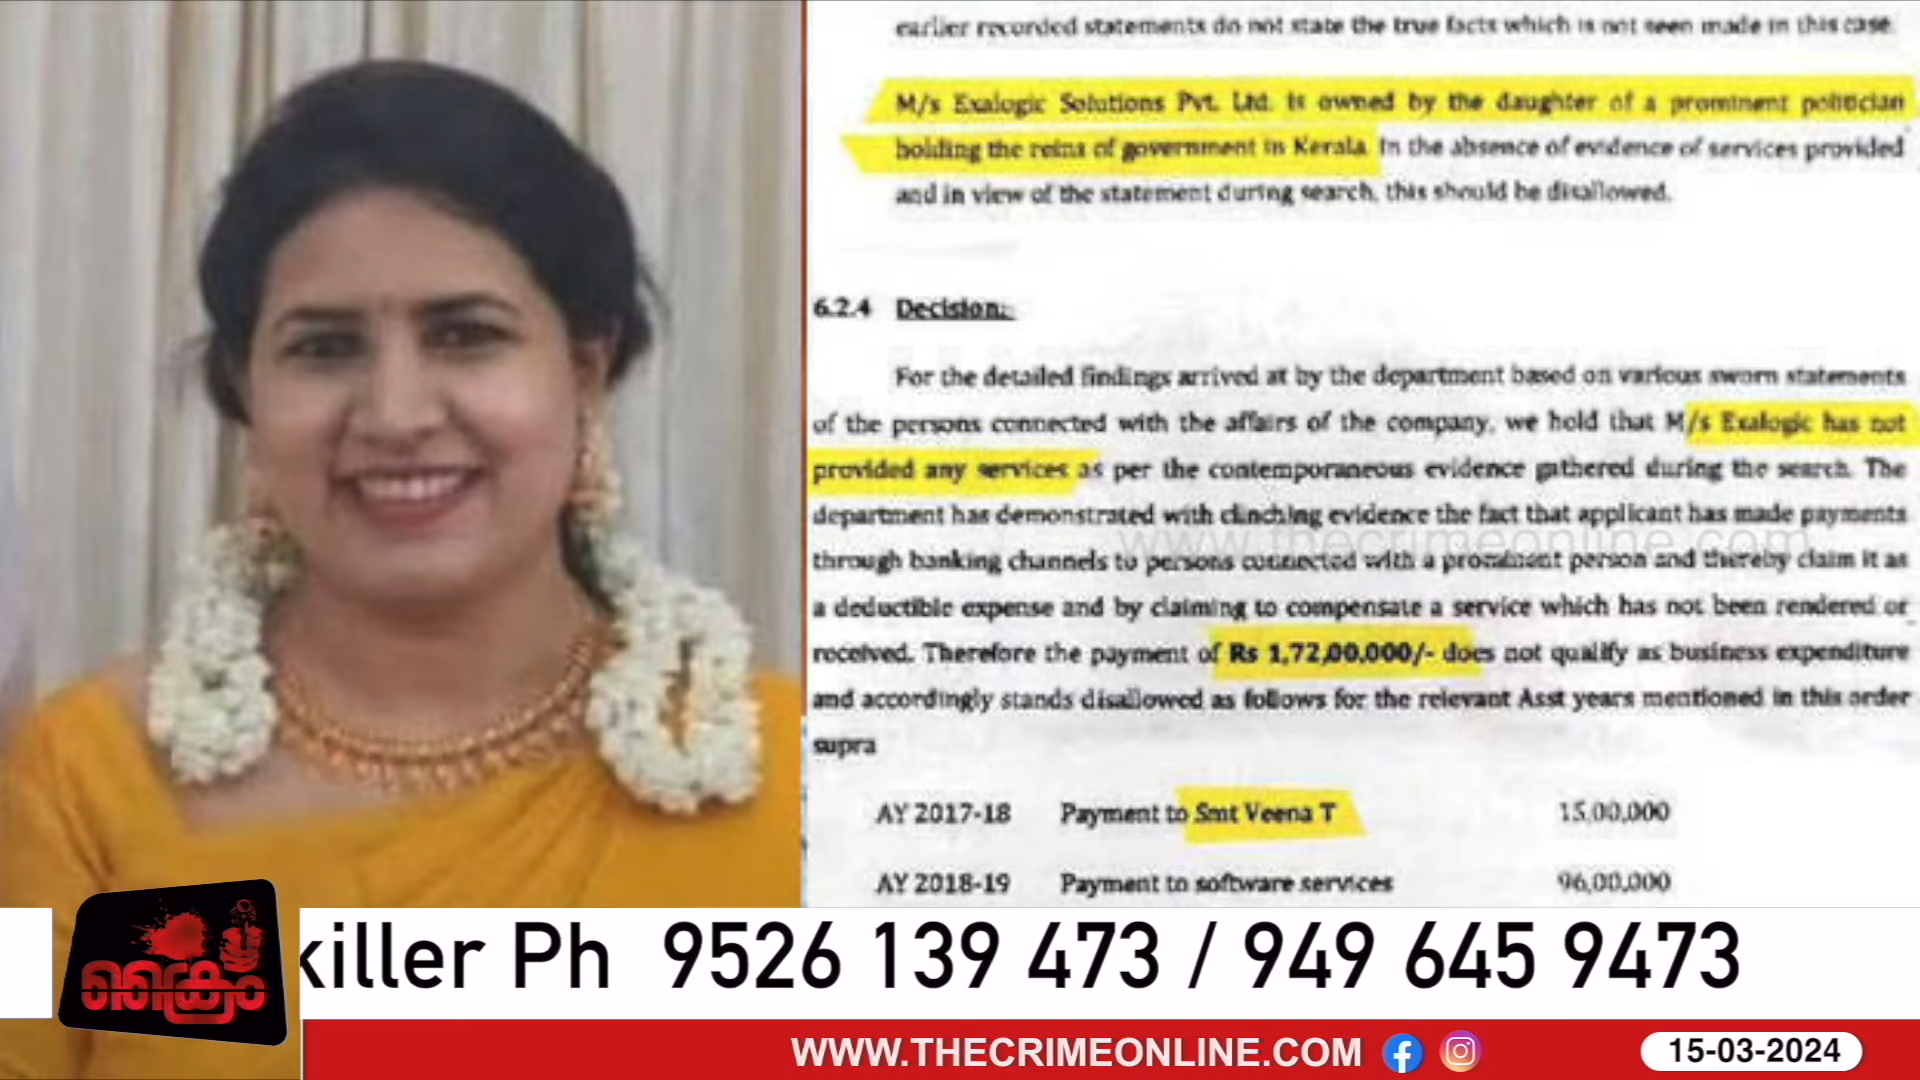 earlier recorded statements do not state the true facts which is not seen made in this case.
M/s Exalogic Solutions Pvt. Ltd. is owned by the daughter of a prominent politician
holding the reins of government in Kerala. In the absence of evidence of services provided
and in view of the statement during search, this should be disallowed.
6.2.4 Decision:-
For the detailed findings arrived at by the department based on various sworn statements
of the persons connected with the affairs of the company, we hold that M/s Exalogic has not
provided any services as per the contemporaneous evidence gathered during the search. The
department has demonstrated with clinching evidence the fact that applicant has made payments
www.thecrimeonline.com
through banking channels to persons connected with a prominent person and thereby claim it as
a deductible expense and by claiming to compensate a service which has not been rendered or
received. Therefore the payment of Rs 1,72,00,000/- does not qualify as business expenditure
and accordingly stands disallowed as follows for the relevant Asst years mentioned in this order
supra
AY 2017-18 Payment to Smt Veena T 15,00,000
AY 2018-19 Payment to software services 96,00,000
killer Ph 9526 139 473 / 949 645 9473
ക്രൈം
WWW.THECRIMEONLINE.COM
15-03-2024